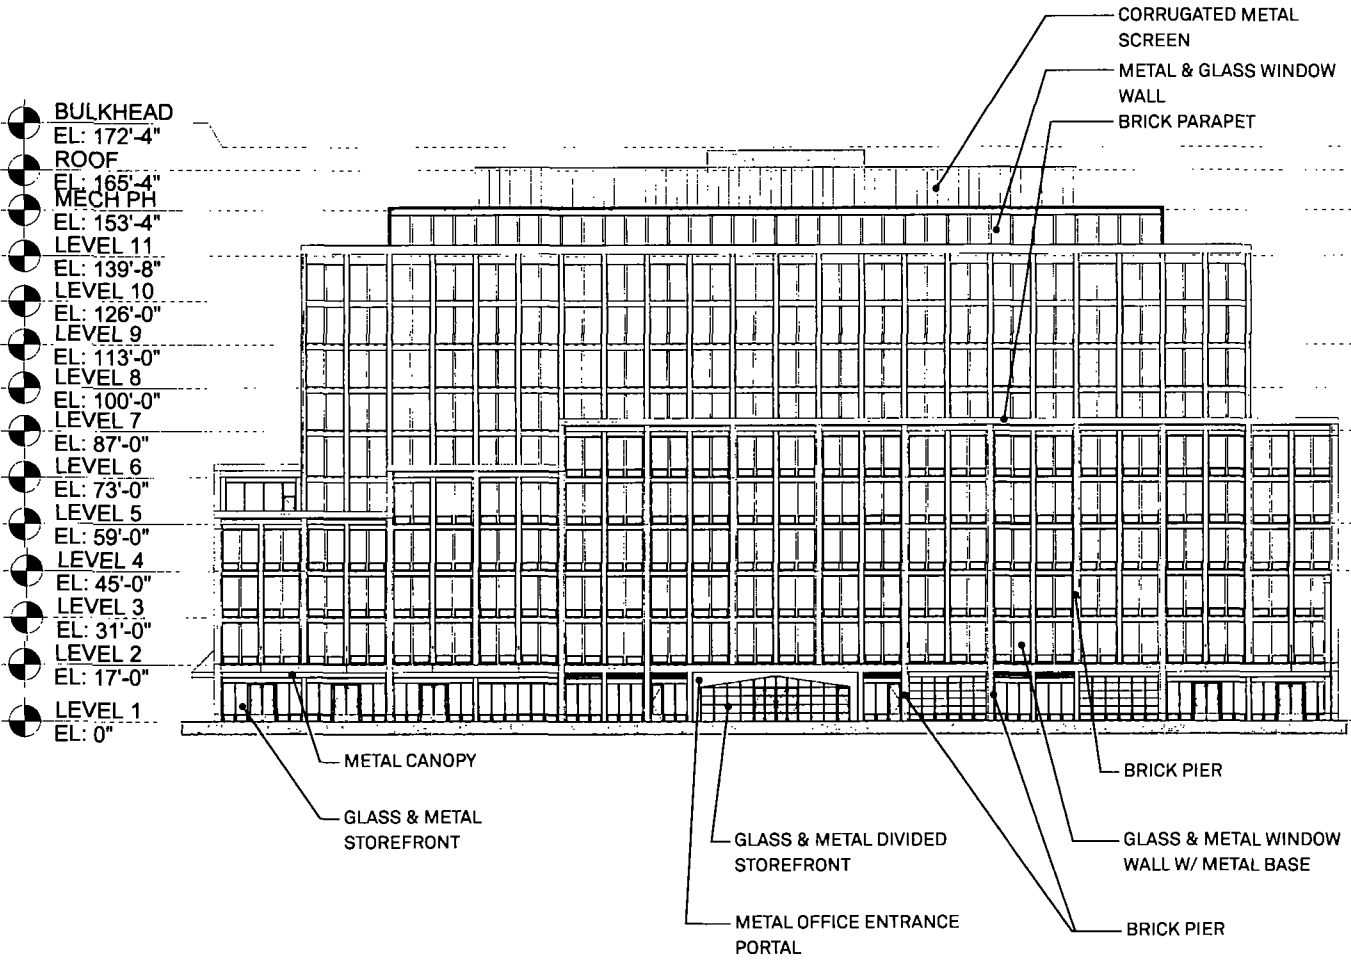 CORRUGATED METAL
SCREEN
METAL & GLASS WINDOW
WALL
BRICK PARAPET
BULKHEAD
EL: 172'-4"
ROOF
EL: 165'-4"
MECH PH
EL: 153'-4"
LEVEL 11
EL: 139'-8"
LEVEL 10
EL: 126'-0"
LEVEL 9
EL: 113'-0"
LEVEL 8
EL: 100'-0"
LEVEL 7
EL: 87'-0"
LEVEL 6
EL: 73'-0"
LEVEL 5
EL: 59'-0"
LEVEL 4
EL: 45'-0"
LEVEL 3
EL: 31'-0"
LEVEL 2
EL: 17'-0"
LEVEL 1
EL: 0"
METAL CANOPY
GLASS & METAL
STOREFRONT
GLASS & METAL DIVIDED
STOREFRONT
METAL OFFICE ENTRANCE
PORTAL
BRICK PIER
GLASS & METAL WINDOW
WALL W/ METAL BASE
BRICK PIER